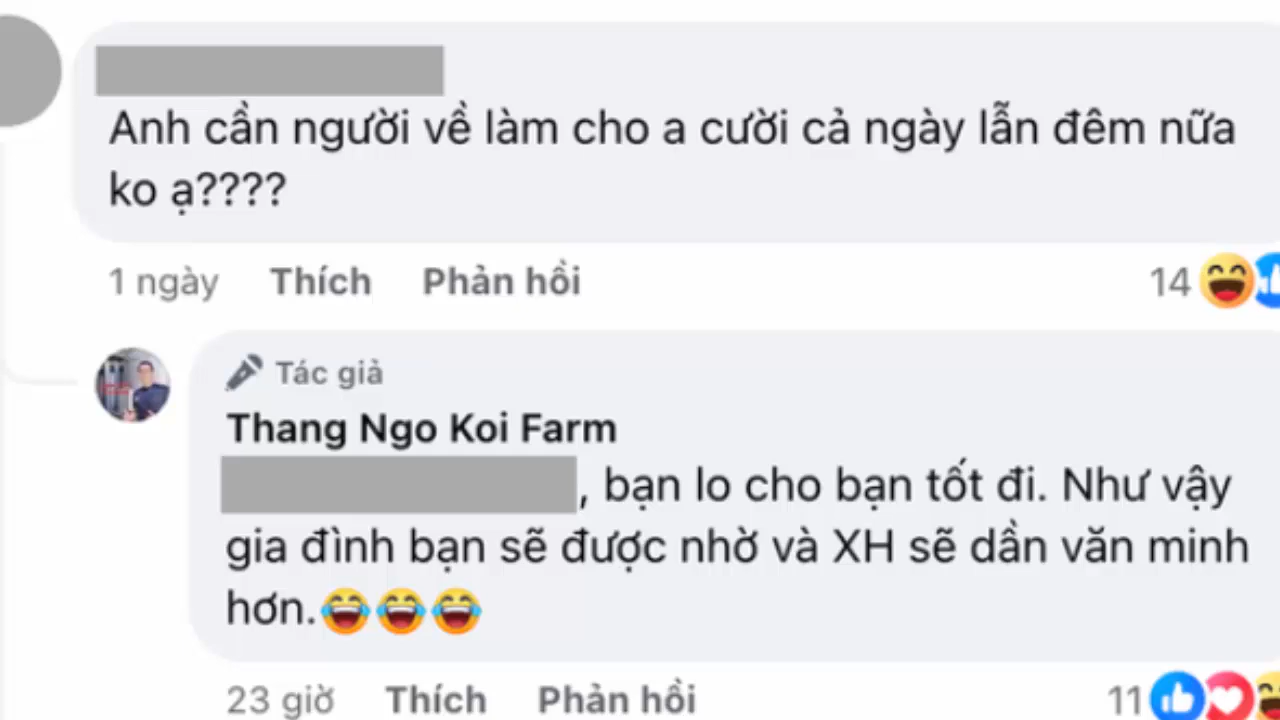 Anh cần người về làm cho a cười cả ngày lẫn đêm nữa
ko ạ????
1 ngày Thích Phản hồi 14
Tác giả
Thang Ngo Koi Farm
, bạn lo cho bạn tốt đi. Như vậy
gia đình bạn sẽ được nhờ và XH sẽ dần văn minh
hơn.😂😂😂
23 giờ Thích Phản hồi 11